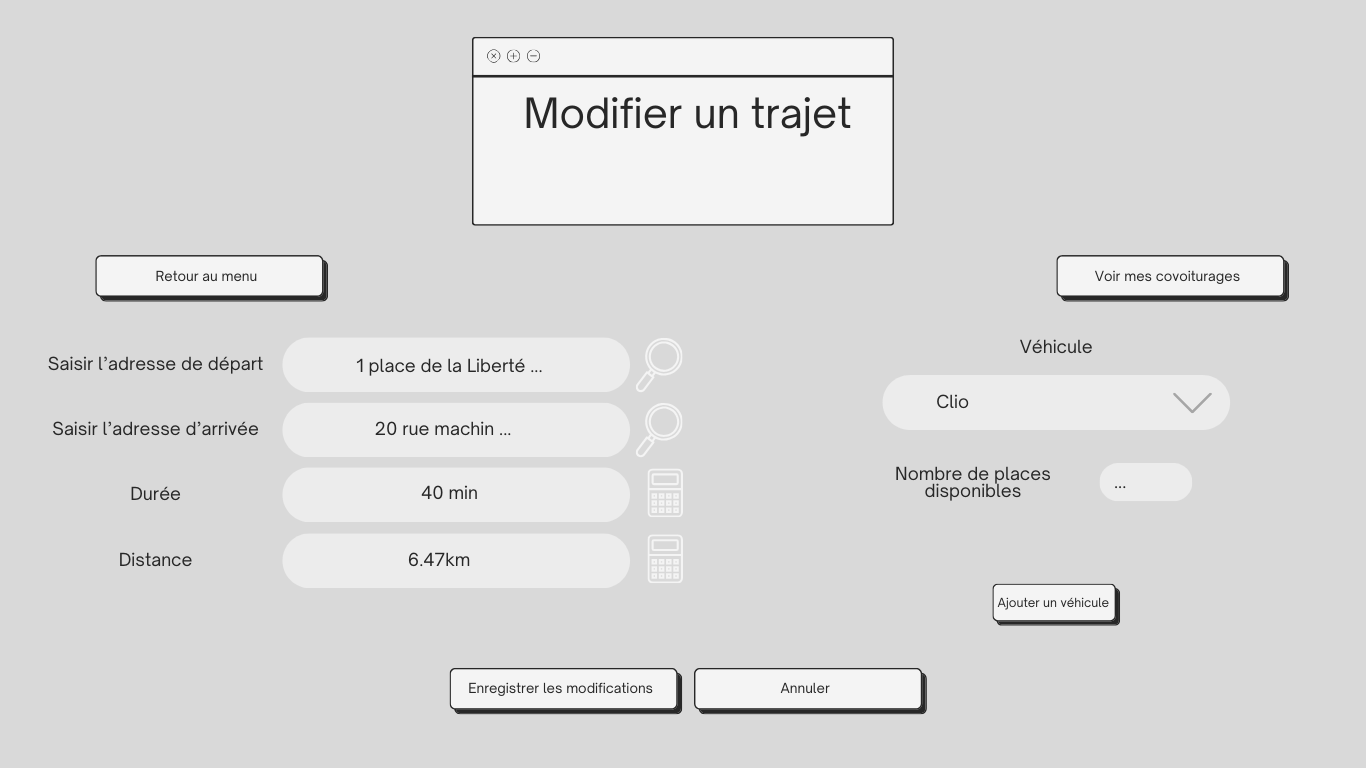 Modifier un trajet
Retour au menu
Voir mes covoiturages
Saisir l’adresse de départ
1 place de la Liberté ...
Saisir l’adresse d’arrivée
20 rue machin ...
Durée
40 min
Distance
6.47km
Véhicule
Clio
Nombre de places
disponibles
...
Ajouter un véhicule
Enregistrer les modifications
Annuler